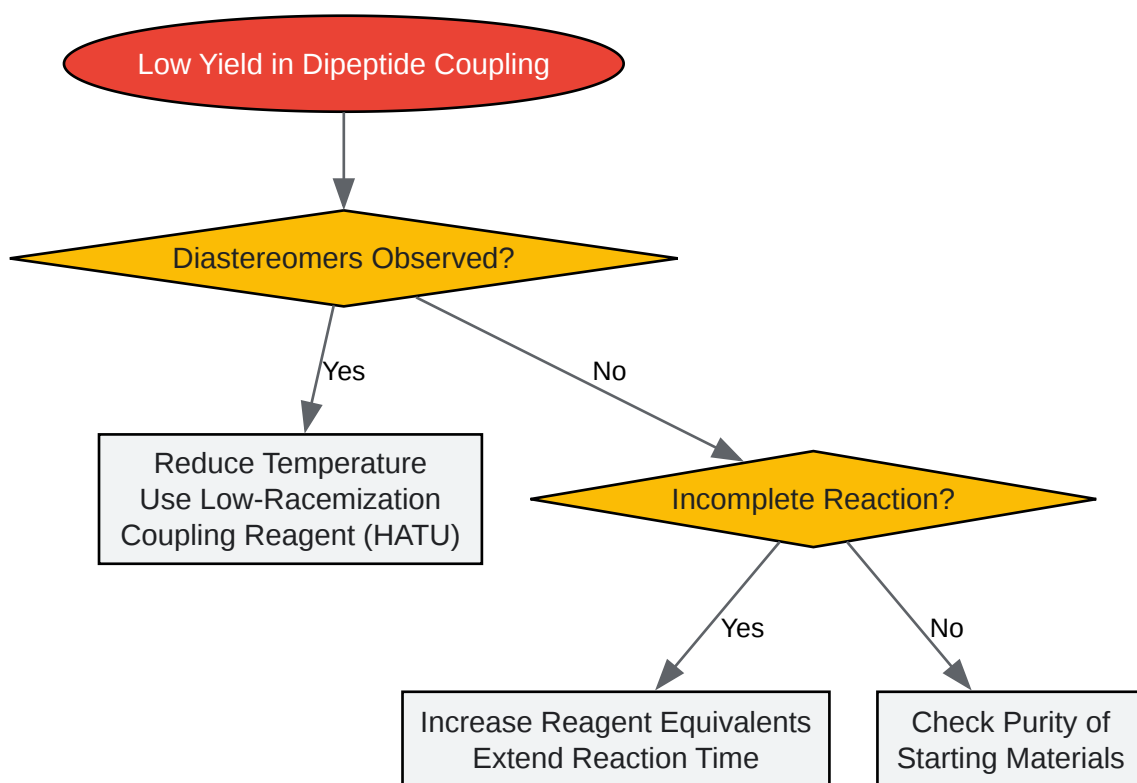 Low Yield in Dipeptide Coupling
Diastereomers Observed?
Yes
No
Reduce Temperature
Use Low-Racemization
Coupling Reagent (HATU)
Incomplete Reaction?
Yes
No
Increase Reagent Equivalents
Extend Reaction Time
Check Purity of
Starting Materials